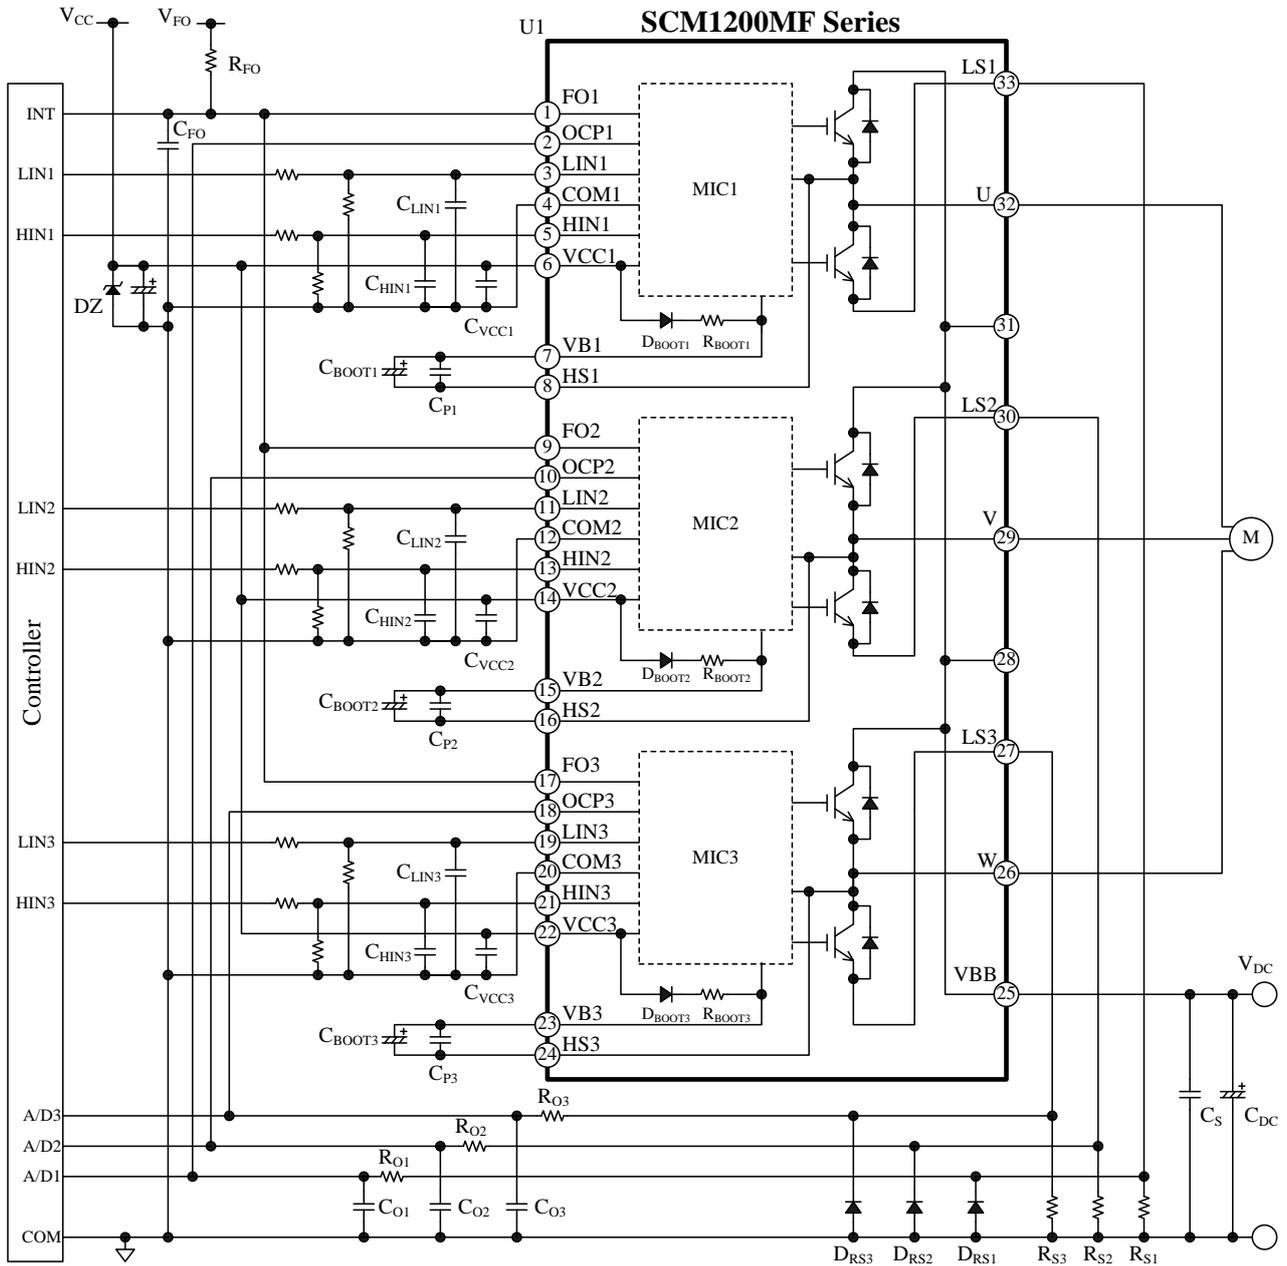 SCM1200MF Series
VCC
VFO
U1
RFO
INT
CFO
LIN1
HIN1
DZ
CLIN1
CHIN1
CVCC1
CBOOT1
CP1
1 FO1
2 OCP1
3 LIN1
4 COM1
5 HIN1
6 VCC1
MIC1
DBOOT1 RBOOT1
7 VB1
8 HS1
LS1 33
U 32
31
9 FO2
10 OCP2
11 LIN2
12 COM2
13 HIN2
14 VCC2
MIC2
DBOOT2 RBOOT2
15 VB2
16 HS2
LS2 30
V 29
M
28
LIN2
HIN2
CLIN2
CHIN2
CVCC2
CBOOT2
CP2
Controller
17 FO3
18 OCP3
19 LIN3
20 COM3
21 HIN3
22 VCC3
MIC3
DBOOT3 RBOOT3
23 VB3
24 HS3
LS3 27
W 26
VBB 25
VDC
LIN3
HIN3
CLIN3
CHIN3
CVCC3
CBOOT3
CP3
A/D3
A/D2
A/D1
COM
RO3
RO2
RO1
CO1
CO2
CO3
DRS3
DRS2
DRS1
RS3
RS2
RS1
CS
CDC